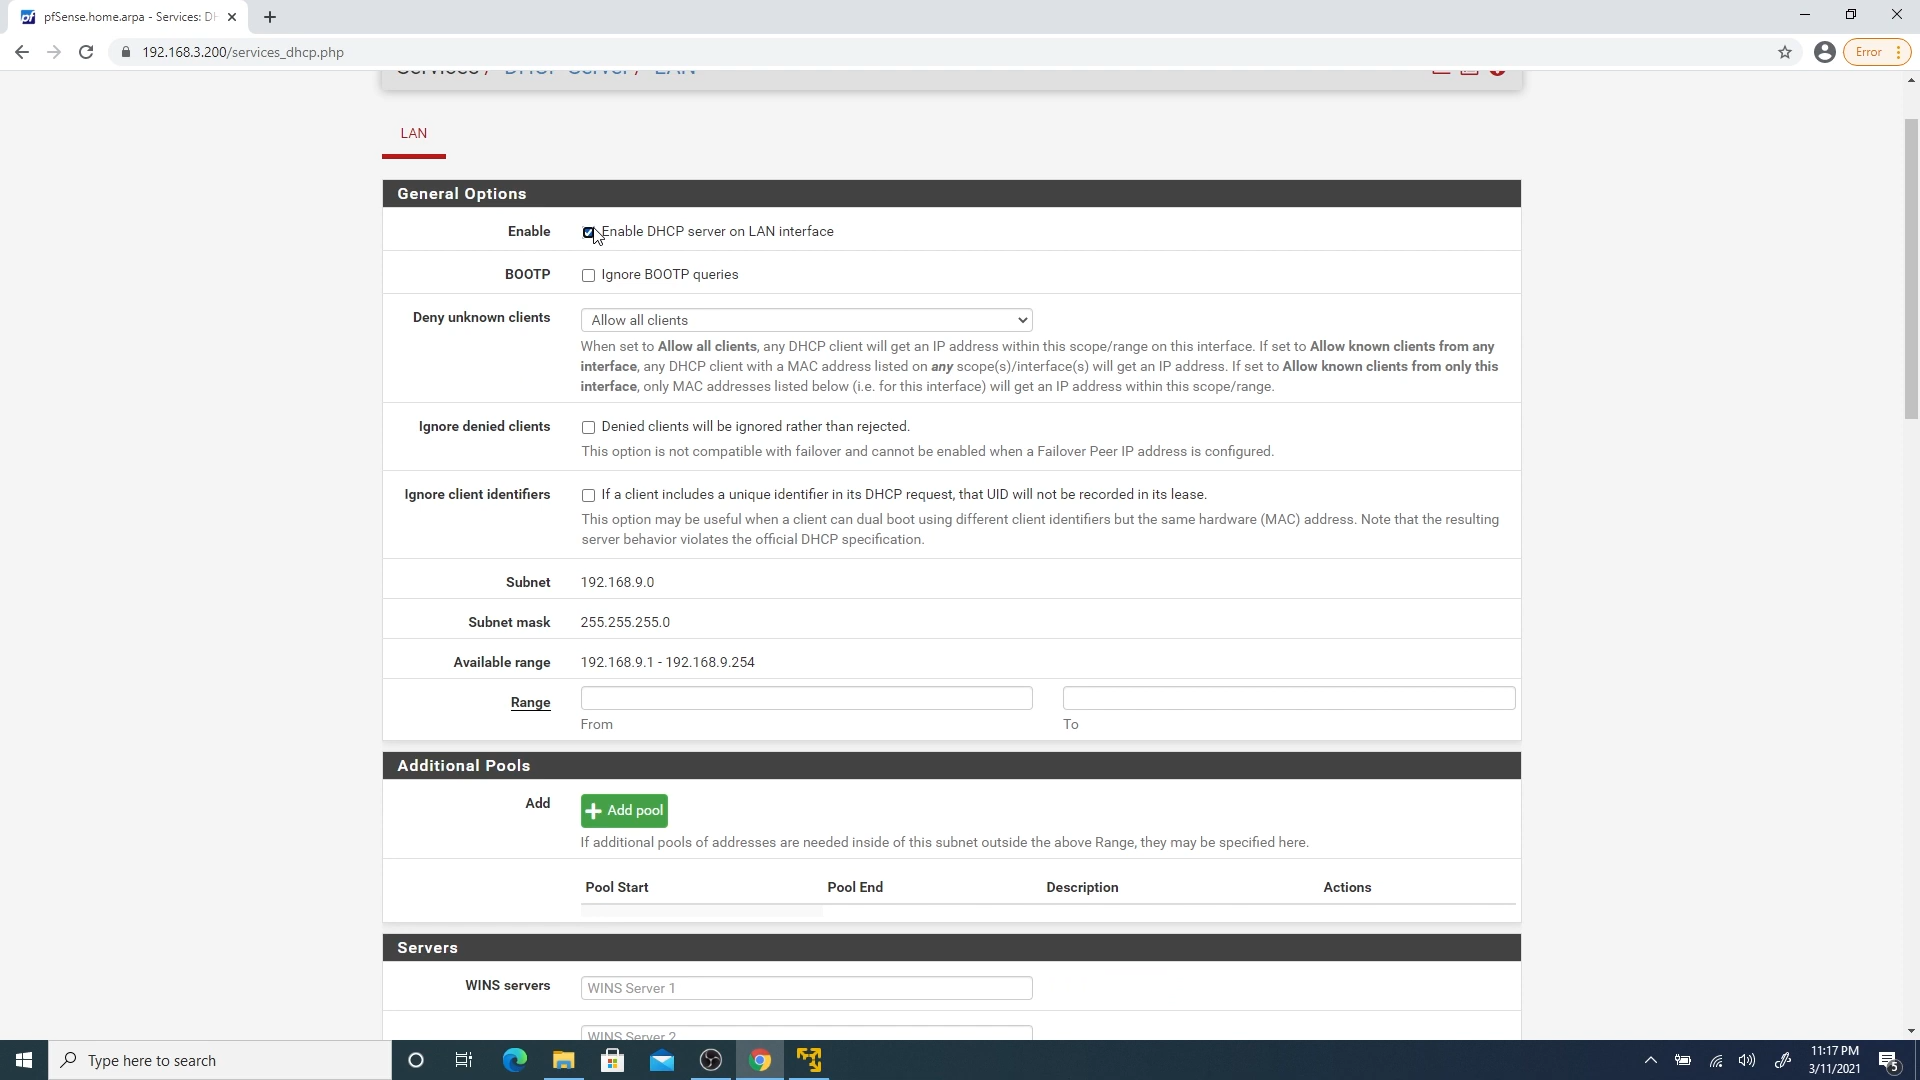 pfSense.home.arpa - Services: DH
192.168.3.200/services_dhcp.php
Error
Services / DHCP Server / LAN
LAN
General Options
Enable
Enable DHCP server on LAN interface
BOOTP
Ignore BOOTP queries
Deny unknown clients
Allow all clients
When set to Allow all clients, any DHCP client will get an IP address within this scope/range on this interface. If set to Allow known clients from any
interface, any DHCP client with a MAC address listed on any scope(s)/interface(s) will get an IP address. If set to Allow known clients from only this
interface, only MAC addresses listed below (i.e. for this interface) will get an IP address within this scope/range.
Ignore denied clients
Denied clients will be ignored rather than rejected.
This option is not compatible with failover and cannot be enabled when a Failover Peer IP address is configured.
Ignore client identifiers
If a client includes a unique identifier in its DHCP request, that UID will not be recorded in its lease.
This option may be useful when a client can dual boot using different client identifiers but the same hardware (MAC) address. Note that the resulting
server behavior violates the official DHCP specification.
Subnet
192.168.9.0
Subnet mask
255.255.255.0
Available range
192.168.9.1 - 192.168.9.254
Range
From
To
Additional Pools
Add
Add pool
If additional pools of addresses are needed inside of this subnet outside the above Range, they may be specified here.
Pool Start
Pool End
Description
Actions
Servers
WINS servers
WINS Server 1
WINS Server 2
Type here to search
11:17 PM
3/11/2021
5